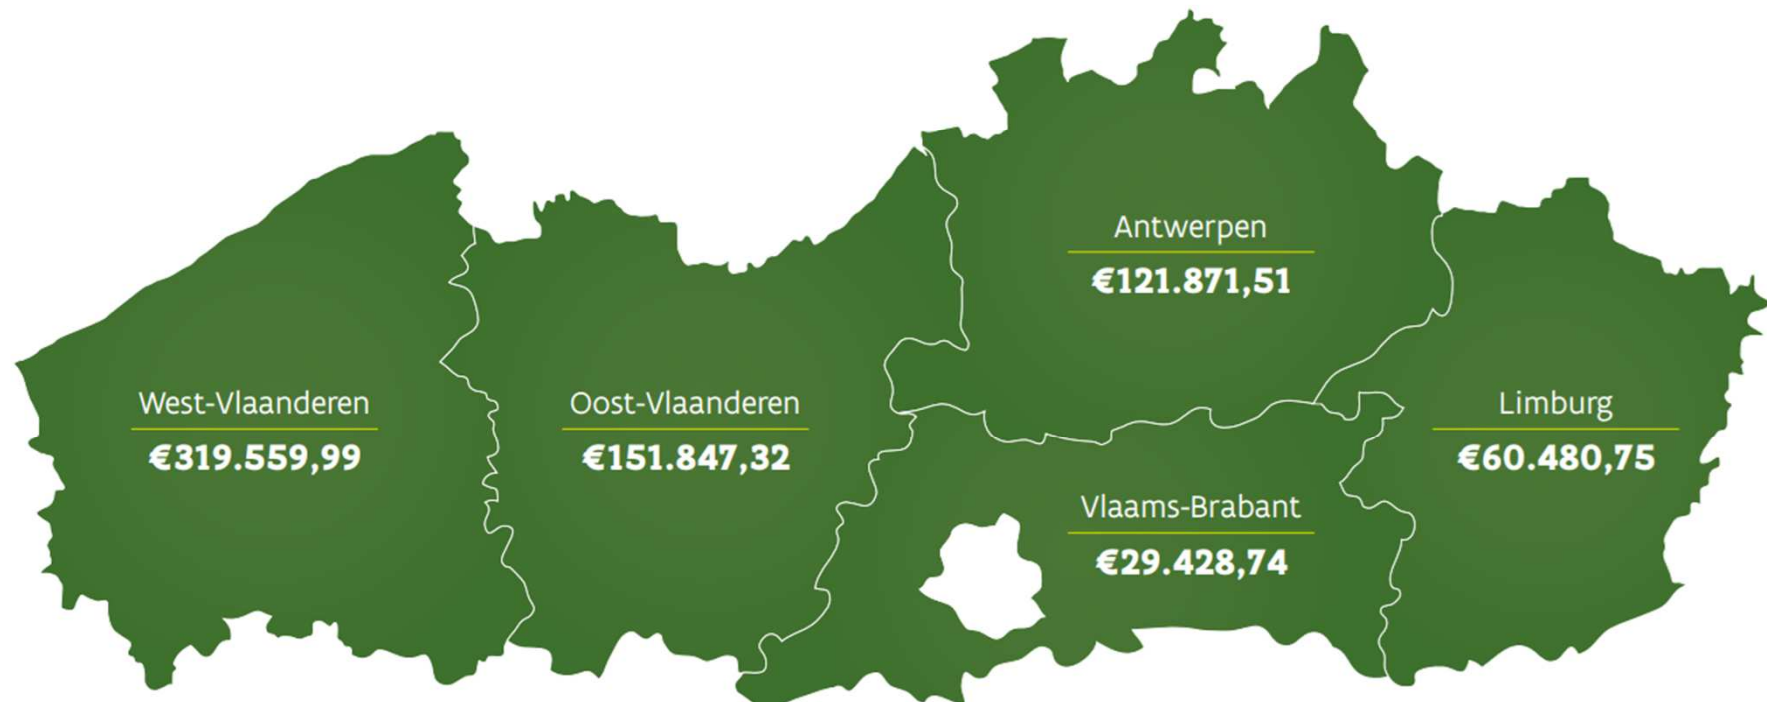 Antwerpen
€121.871,51
West-Vlaanderen
€319.559,99
Oost-Vlaanderen
€151.847,32
Limburg
€60.480,75
Vlaams-Brabant
€29.428,74